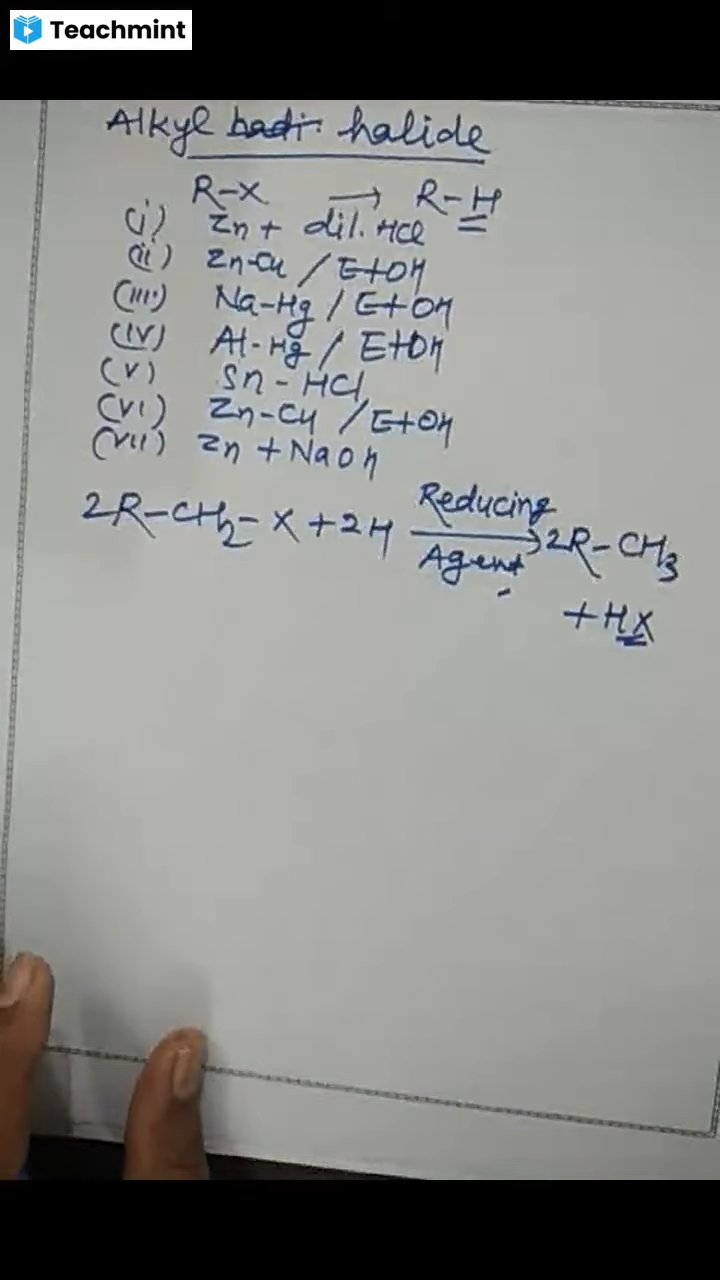 Teachmint
Alkyl halide
R-X → R-H
(i) Zn + dil. HCl
(ii) Zn-Cu / EtOH
(iii) Na-Hg / EtOH
(iv) Al-Hg / EtOH
(v) Sn - HCl
(vi) Zn-Cu / EtOH
(vii) Zn + NaOH
2R-CH₂-X + 2H Reducing Agent → 2R-CH₃
+ HX